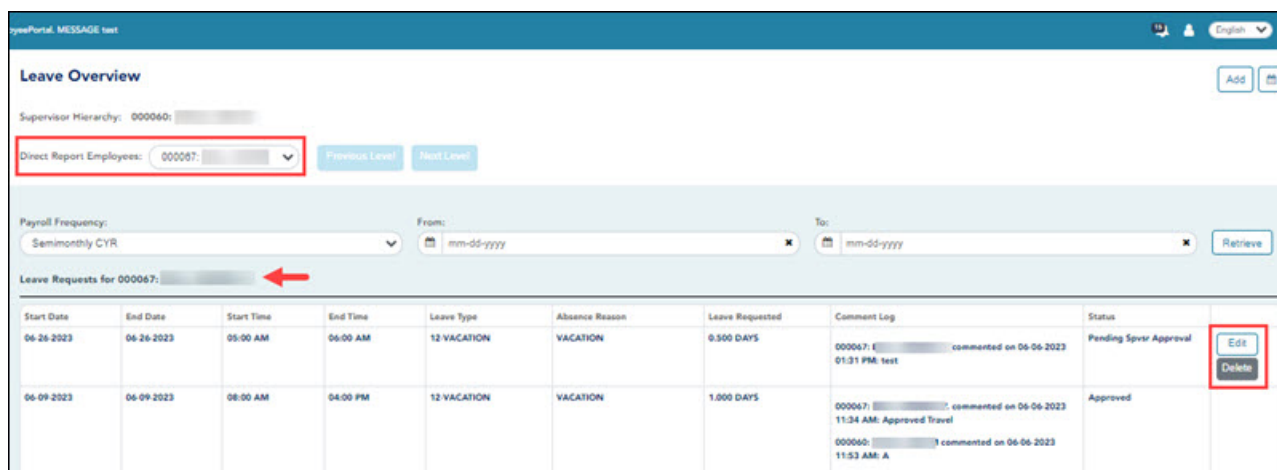 oyeePortal. MESSAGE test
English
Leave Overview
Add
Supervisor Hierarchy: 000060:
Direct Report Employees: 000067:
Previous Level
Next Level
Payroll Frequency: From: To:
Semimonthly CYR mm-dd-yyyy mm-dd-yyyy Retrieve
Leave Requests for 000067:
Start Date End Date Start Time End Time Leave Type Absence Reason Leave Requested Comment Log Status
06-26-2023 06-26-2023 05:00 AM 06:00 AM 12-VACATION VACATION 0.500 DAYS Pending Spvsr Approval
000067: commented on 06-06-2023
01:31 PM: test
Edit
Delete
06-09-2023 06-09-2023 08:00 AM 04:00 PM 12-VACATION VACATION 1.000 DAYS Approved
000067: commented on 06-06-2023
11:34 AM: Approved Travel
000060: commented on 06-06-2023
11:53 AM: A